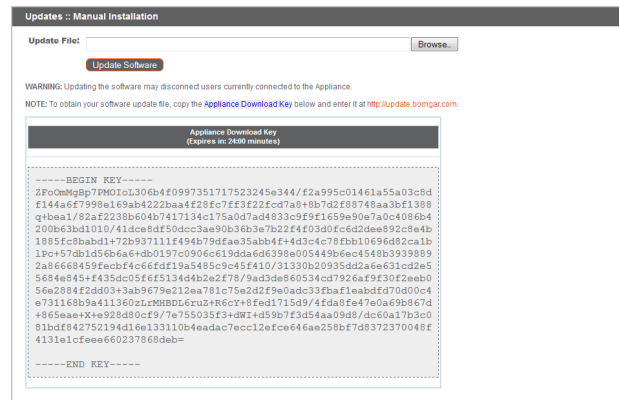 Updates :: Manual Installation
Update File:
Browse..
Update Software
WARNING: Updating the software may disconnect users currently connected to the Appliance.
NOTE: To obtain your software update file, copy the Appliance Download Key below and enter it at http://update.bomgar.com.
Appliance Download Key
(Expires in: 24:00 minutes)
-----BEGIN KEY-----
ZFoOmMgBp7PMOIoL306b4f0997351717523245e344/f2a995c01461a55a03c8d
f144a6f7998e169ab4222baa4f28fc7ff3f22fcd7a8+8b7d2f88748aa3bf1388
q+bea1/82af2238b604b7417134c175a0d7ad4833c9f9f1659e90e7a0c4086b4
200b63bd1010/41dce8df50dcc3ae90b36b3e7b22f4f03d0fc6d2dee892c8e4b
1885fc8babd1+72b937111f494b79dfae35abb4f+4d3c4c78fbb10696d82ca1b
1Pc+57db1d56b6a6+db0197c0906c619dda6d6398e005449b6ec4548b3939889
2a86668459fecbf4c66fdf19a5485c9c45f410/31330b20935dd2a6e631cd2e5
5684e845+f435dc05f6f5134d4b2e2f78/9ad3de860534cd7926af9f30f2eeb0
56e2884f2dd03+3ab9679e212ea781c75e2d2f9e0adc33fbaf1eabdfd70d00c4
e731168b9a411360zLrMHBDL6ruZ+R6cY+8fed1715d9/4fda8fe47e0a69b867d
+865eae+X+e928d80cf9/7e755035f3+dWI+d59b7f3d54aa09d8/dc60a17b3c0
81bdf842752194d16e133110b4eadac7ecc12efce646ae258bf7d8372370048f
4131e1cfeee660237868deb=
-----END KEY-----